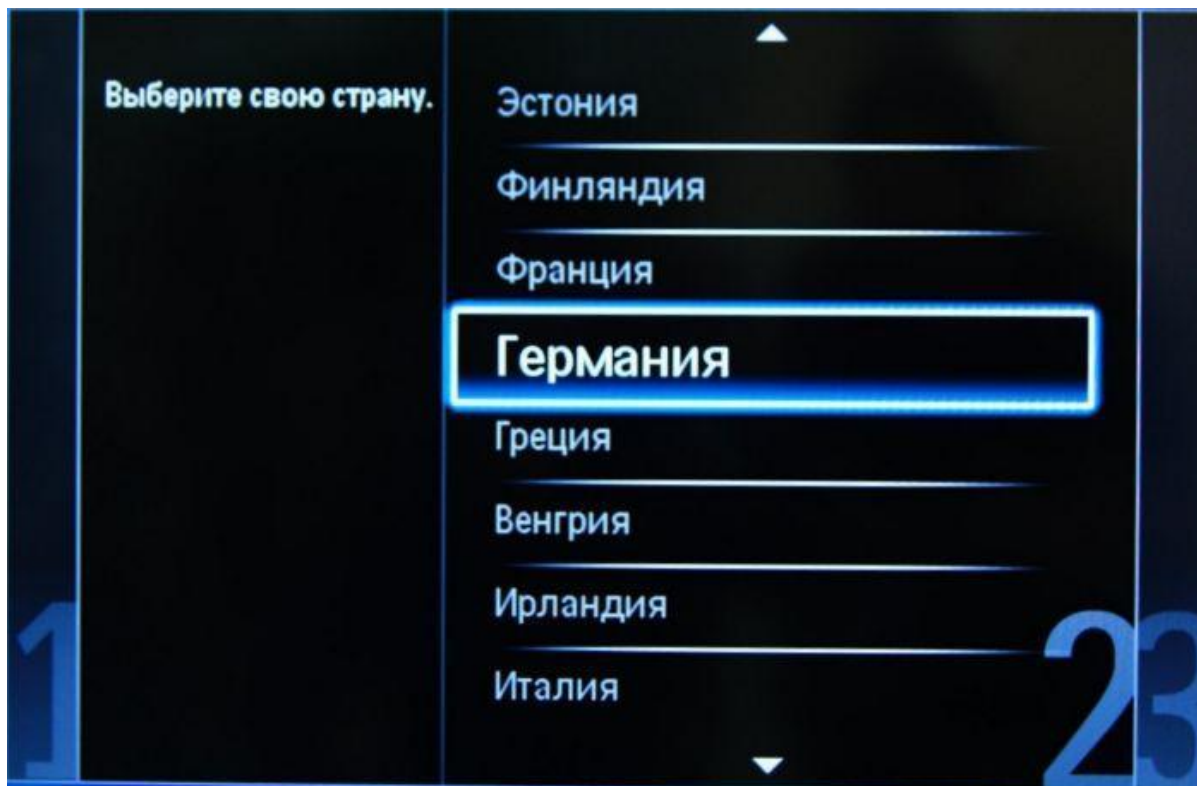 Выберите свою страну.
Эстония
Финляндия
Франция
Германия
Греция
Венгрия
Ирландия
Италия
1
2
3